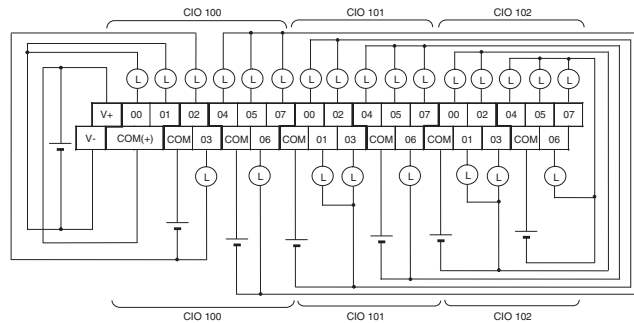 CIO 100 CIO 101 CIO 102
L L L L L L L L L L L L L L L L
V+ 00 01 02 04 05 07 00 02 04 05 07 00 02 04 05 07
V- COM(+) COM 03 COM 06 COM 01 03 COM 06 COM 01 03 COM 06
L L L L L L L L
CIO 100 CIO 101 CIO 102